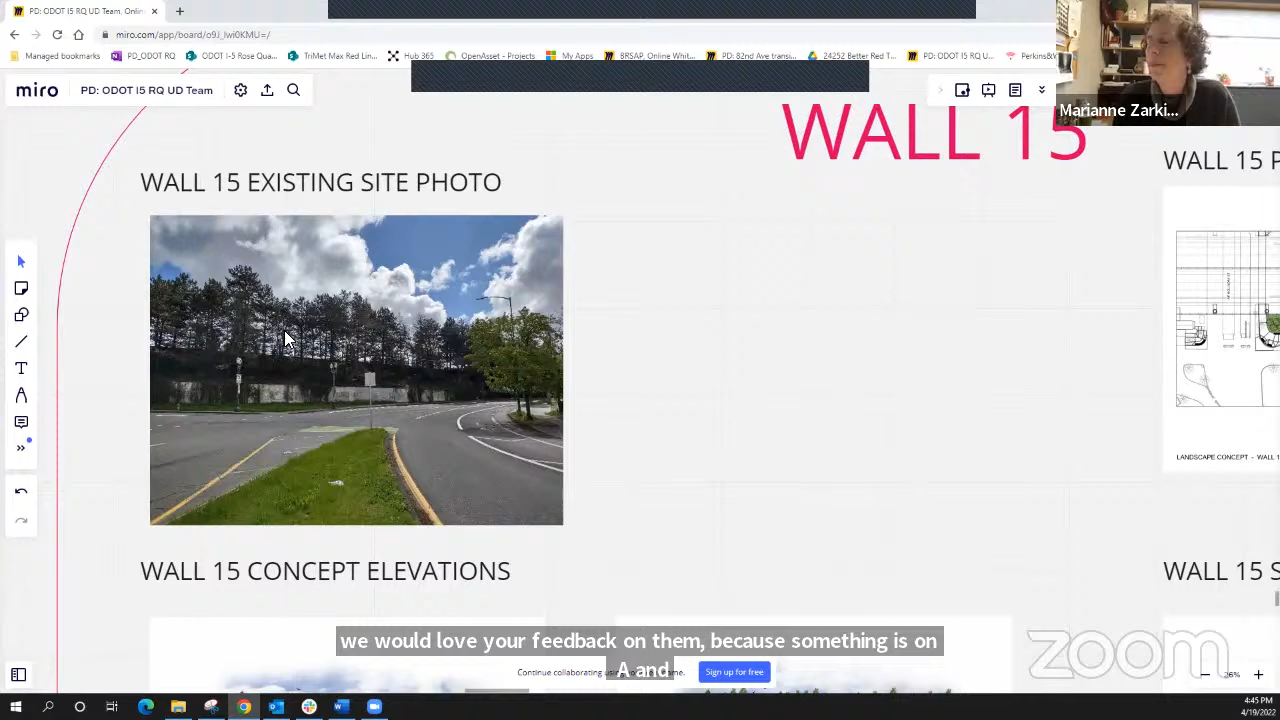 PD: ODOT I5 RQ UD Team, Onlin
miro.com/app/board/o9J_lwi0KMU=/
Managed bookmarks
PD_ODOT RQ
ODOT I-5 Rose Qua...
TriMet Max Red Lin...
Hub 365
OpenAsset - Projects
My Apps
BRSAP, Online Whit...
PD: 82nd Ave transi...
24252 Better Red T...
PD: ODOT I5 RQ U...
Perkins&W
miro
PD: ODOT I5 RQ UD Team
Marianne Zarki...
WALL 15
WALL 15 EXISTING SITE PHOTO
WALL 15 P
LANDSCAPE CONCEPT - WALL 1
WALL 15 CONCEPT ELEVATIONS
WALL 15 S
we would love your feedback on them, because something is on
A and
Continue collaborating
Sign up for free
zoom
26%
4:45 PM
4/19/2022